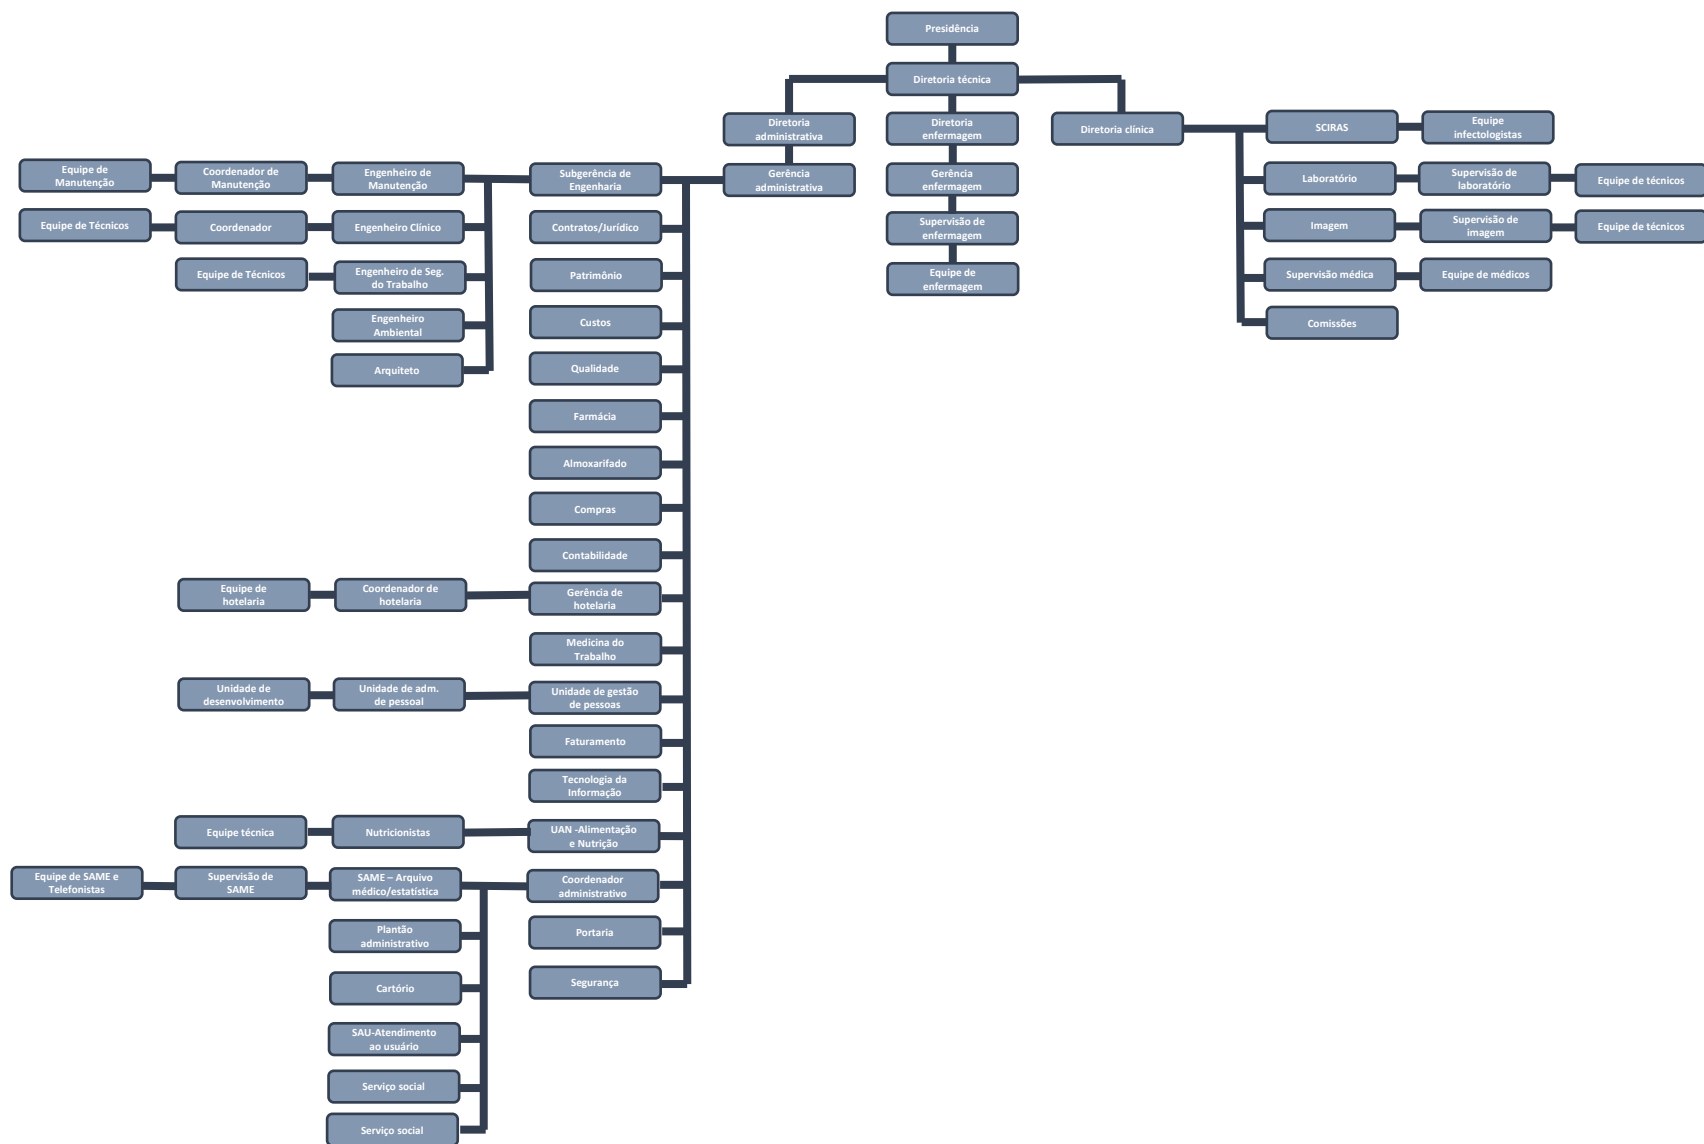 Presidência
Diretoria técnica
Diretoria
administrativa
Diretoria
enfermagem
Diretoria clínica
SCIRAS
Equipe
infectologistas
Equipe de
Manutenção
Coordenador de
Manutenção
Engenheiro de
Manutenção
Subgerência de
Engenharia
Gerência
administrativa
Gerência
enfermagem
Laboratório
Supervisão de
laboratório
Equipe de técnicos
Equipe de Técnicos
Coordenador
Engenheiro Clínico
Contratos/Jurídico
Supervisão de
enfermagem
Imagem
Supervisão de
imagem
Equipe de técnicos
Equipe de Técnicos
Engenheiro de Seg.
do Trabalho
Patrimônio
Equipe de
enfermagem
Supervisão médica
Equipe de médicos
Engenheiro
Ambiental
Custos
Comissões
Arquiteto
Qualidade
Farmácia
Almoxarifado
Compras
Contabilidade
Equipe de
hotelaria
Coordenador de
hotelaria
Gerência de
hotelaria
Medicina do
Trabalho
Unidade de
desenvolvimento
Unidade de adm.
de pessoal
Unidade de gestão
de pessoas
Faturamento
Tecnologia da
Informação
Equipe técnica
Nutricionistas
UAN -Alimentação
e Nutrição
Equipe de SAME e
Telefonistas
Supervisão de
SAME
SAME – Arquivo
médico/estatística
Coordenador
administrativo
Plantão
administrativo
Portaria
Cartório
Segurança
SAU-Atendimento
ao usuário
Serviço social
Serviço social